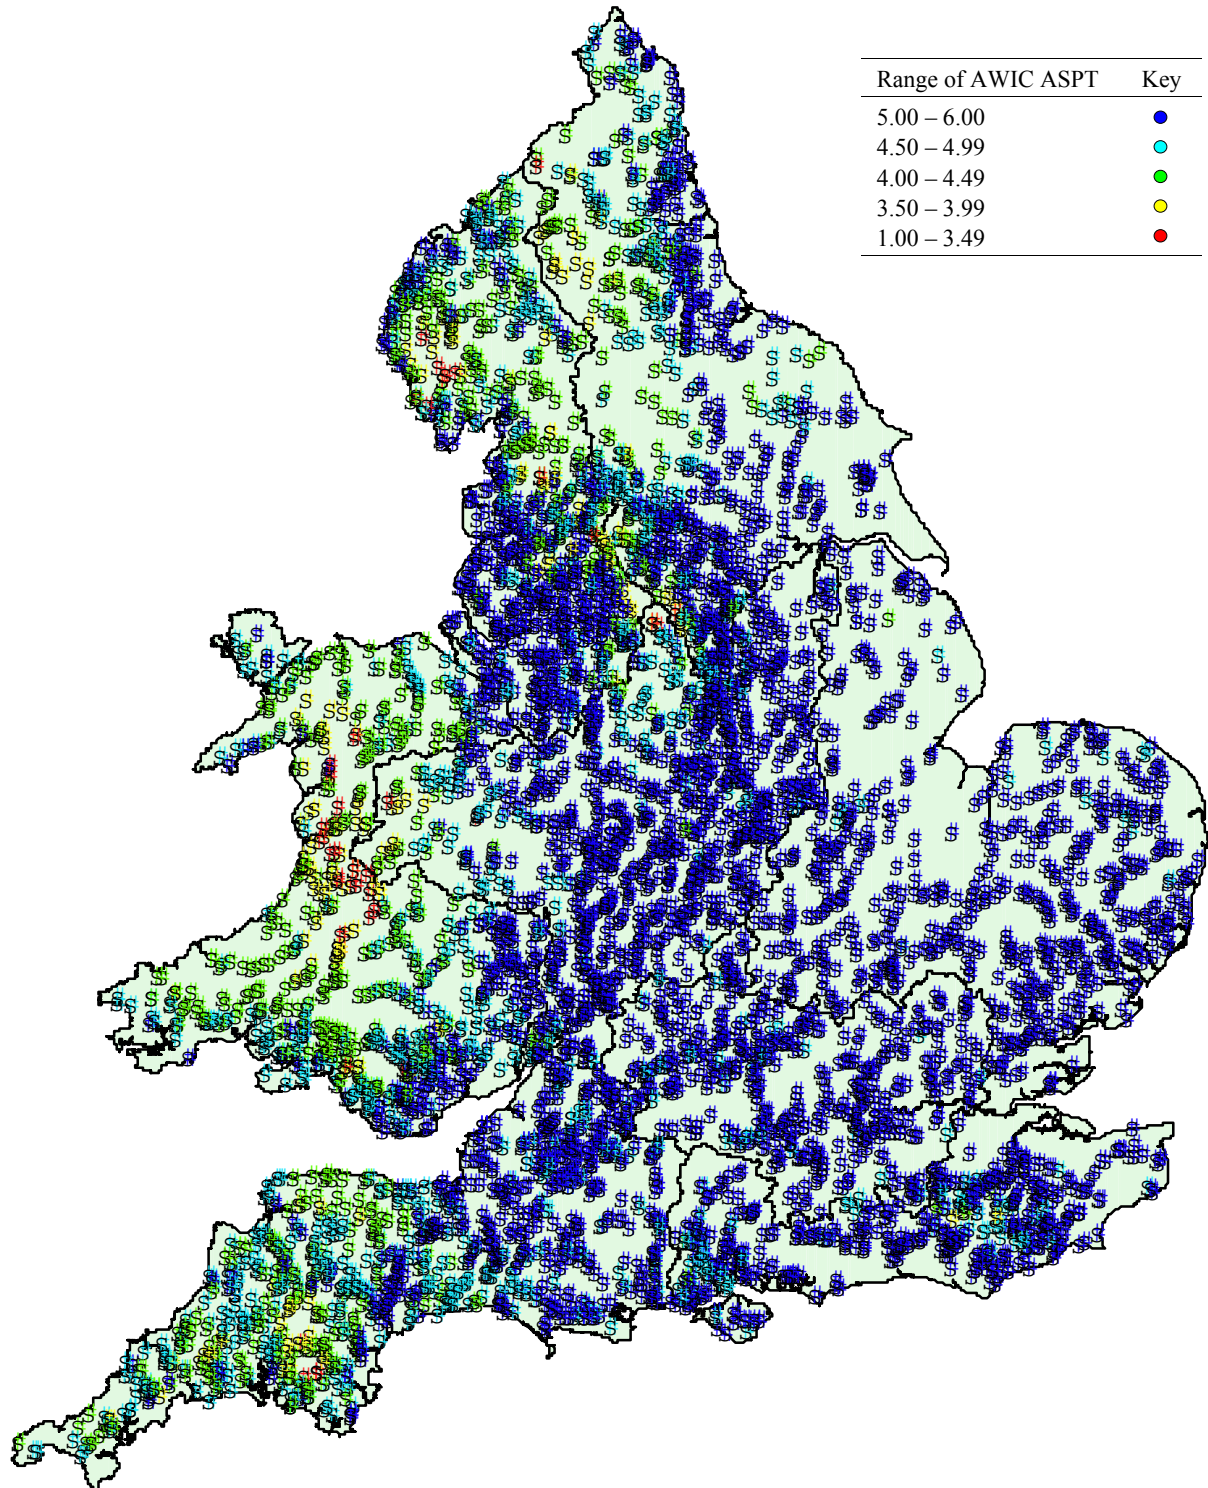 Range of AWIC ASPT Key
5.00 – 6.00
4.50 – 4.99
4.00 – 4.49
3.50 – 3.99
1.00 – 3.49